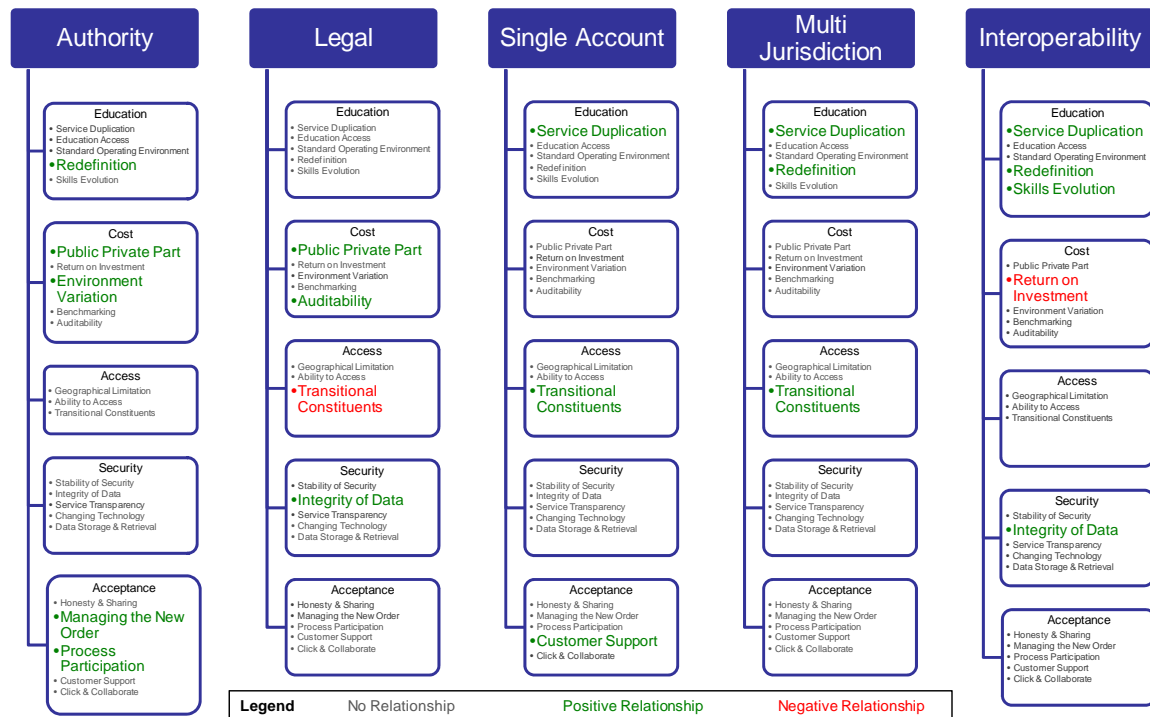 Authority
Education
• Service Duplication
• Education Access
• Standard Operating Environment
•Redefinition
• Skills Evolution
Cost
•Public Private Part
• Return on Investment
•Environment
Variation
• Benchmarking
• Auditability
Access
• Geographical Limitation
• Ability to Access
• Transitional Constituents
Security
• Stability of Security
• Integrity of Data
• Service Transparency
• Changing Technology
• Data Storage & Retrieval
Acceptance
• Honesty & Sharing
•Managing the New
Order
•Process
Participation
• Customer Support
• Click & Collaborate
Legal
Education
• Service Duplication
• Education Access
• Standard Operating Environment
• Redefinition
• Skills Evolution
Cost
•Public Private Part
• Return on Investment
• Environment Variation
• Benchmarking
•Auditability
Access
• Geographical Limitation
• Ability to Access
•Transitional
Constituents
Security
• Stability of Security
•Integrity of Data
• Service Transparency
• Changing Technology
• Data Storage & Retrieval
Acceptance
• Honesty & Sharing
• Managing the New Order
• Process Participation
• Customer Support
• Click & Collaborate
Single Account
Education
•Service Duplication
• Education Access
• Standard Operating Environment
• Redefinition
• Skills Evolution
Cost
• Public Private Part
• Return on Investment
• Environment Variation
• Benchmarking
• Auditability
Access
• Geographical Limitation
• Ability to Access
•Transitional
Constituents
Security
• Stability of Security
• Integrity of Data
• Service Transparency
• Changing Technology
• Data Storage & Retrieval
Acceptance
• Honesty & Sharing
• Managing the New Order
• Process Participation
•Customer Support
• Click & Collaborate
Multi
Jurisdiction
Education
•Service Duplication
• Education Access
• Standard Operating Environment
•Redefinition
• Skills Evolution
Cost
• Public Private Part
• Return on Investment
• Environment Variation
• Benchmarking
• Auditability
Access
• Geographical Limitation
• Ability to Access
•Transitional
Constituents
Security
• Stability of Security
• Integrity of Data
• Service Transparency
• Changing Technology
• Data Storage & Retrieval
Acceptance
• Honesty & Sharing
• Managing the New Order
• Process Participation
• Customer Support
• Click & Collaborate
Interoperability
Education
•Service Duplication
• Education Access
• Standard Operating Environment
•Redefinition
•Skills Evolution
Cost
• Public Private Part
•Return on
Investment
• Environment Variation
• Benchmarking
• Auditability
Access
• Geographical Limitation
• Ability to Access
• Transitional Constituents
Security
• Stability of Security
•Integrity of Data
• Service Transparency
• Changing Technology
• Data Storage & Retrieval
Acceptance
• Honesty & Sharing
• Managing the New Order
• Process Participation
• Customer Support
• Click & Collaborate
Legend No Relationship Positive Relationship Negative Relationship